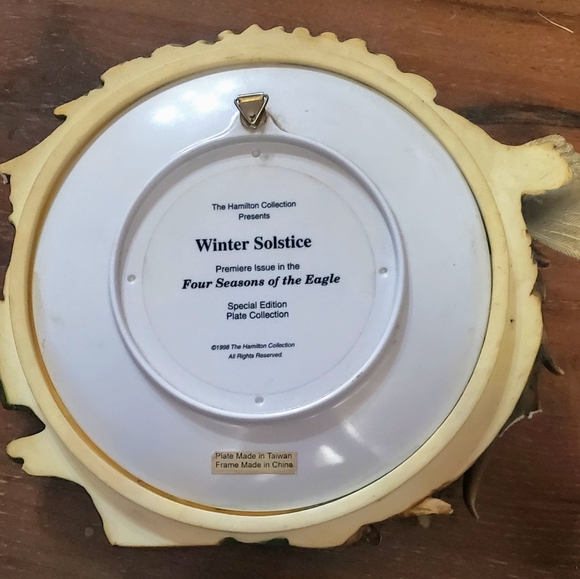 The Hamilton Collection
Presents
Winter Solstice
Premiere Issue in the
Four Seasons of the Eagle
Special Edition
Plate Collection
©1998 The Hamilton Collection
All Rights Reserved.
Plate Made in Taiwan
Frame Made in China